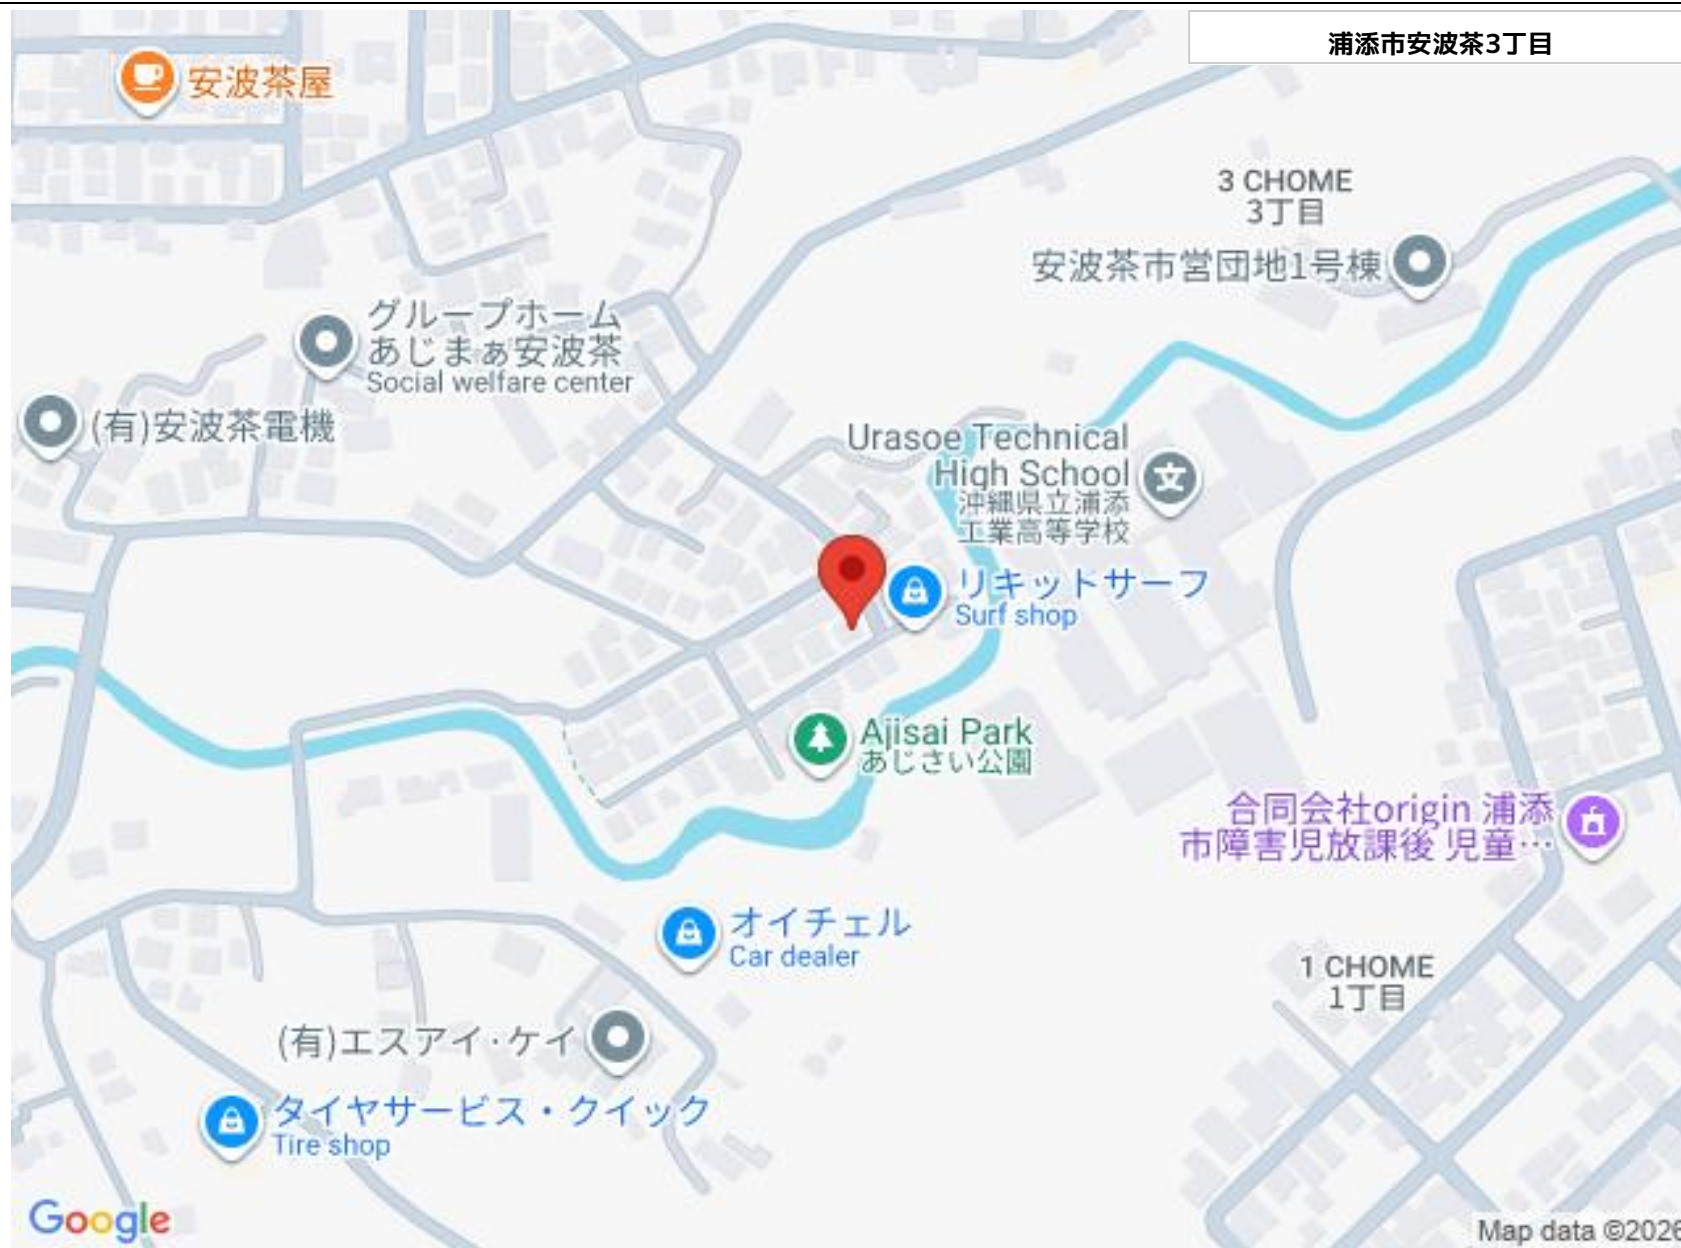 浦添市安波茶3丁目
安波茶屋
3 CHOME
3丁目
安波茶市営団地1号棟
グループホーム
あじまぁ安波茶
Social welfare center
(有)安波茶電機
Urasoe Technical
High School
沖縄県立浦添
工業高等学校
リキットサーフ
Surf shop
Ajisai Park
あじさい公園
合同会社origin 浦添
市障害児放課後 児童…
オイチェル
Car dealer
1 CHOME
1丁目
(有)エスアイ·ケイ
タイヤサービス・クイック
Tire shop
Google
Map data ©2026